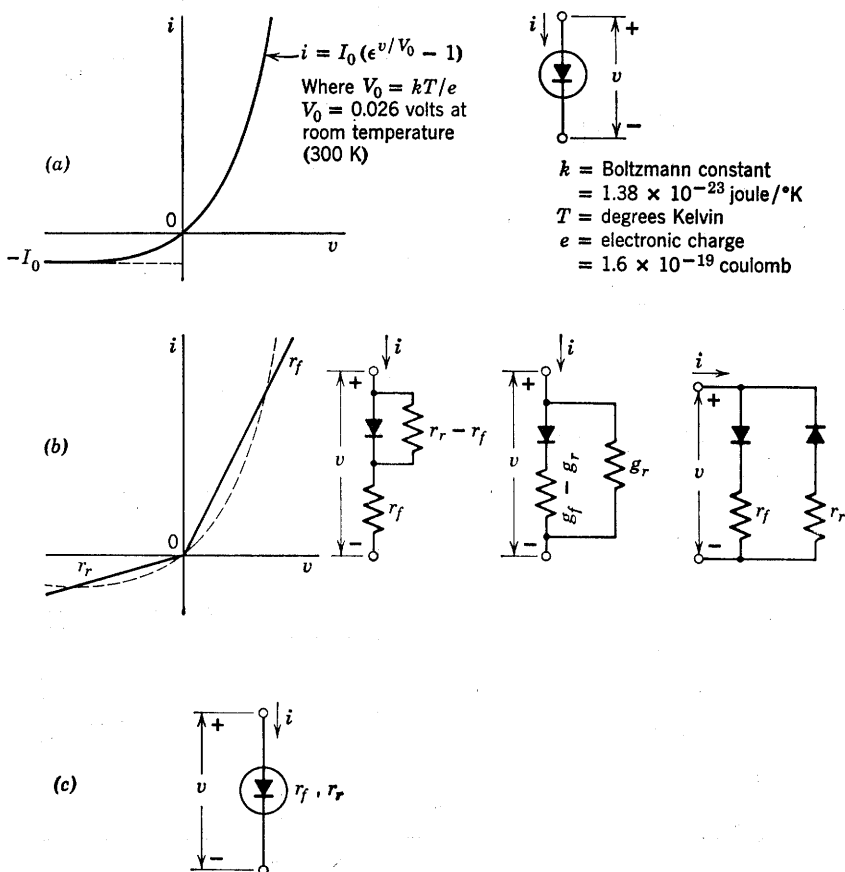 i
i = I₀ (ϵ^{v/V₀} − 1)
Where V₀ = kT/e
V₀ = 0.026 volts at
room temperature
(300 K)
(a)
0
v
−I₀
i
+
v
−
k = Boltzmann constant
= 1.38 × 10⁻²³ joule/°K
T = degrees Kelvin
e = electronic charge
= 1.6 × 10⁻¹⁹ coulomb
i
r_f
(b)
0
r_r
v
i
+
v
r_r − r_f
r_f
−
i
+
v
g_f − g_r
g_r
−
i
+
v
r_f
r_r
−
(c)
i
+
v
r_f , r_r
−